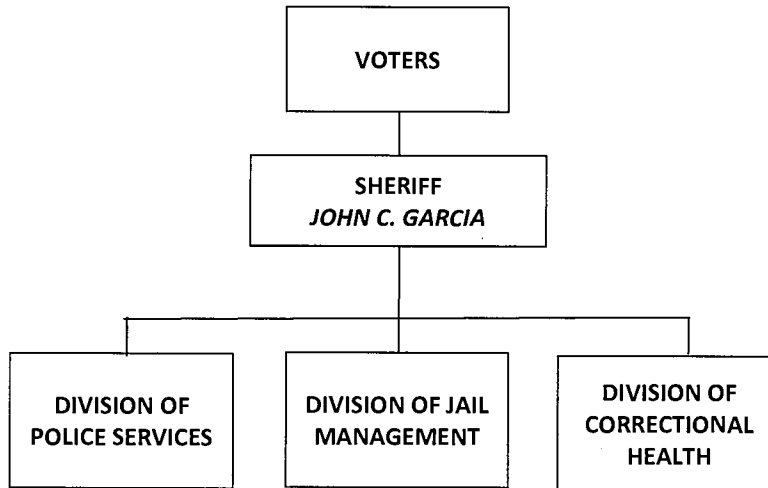 VOTERS
SHERIFF
JOHN C. GARCIA
DIVISION OF
POLICE SERVICES
DIVISION OF JAIL
MANAGEMENT
DIVISION OF
CORRECTIONAL
HEALTH